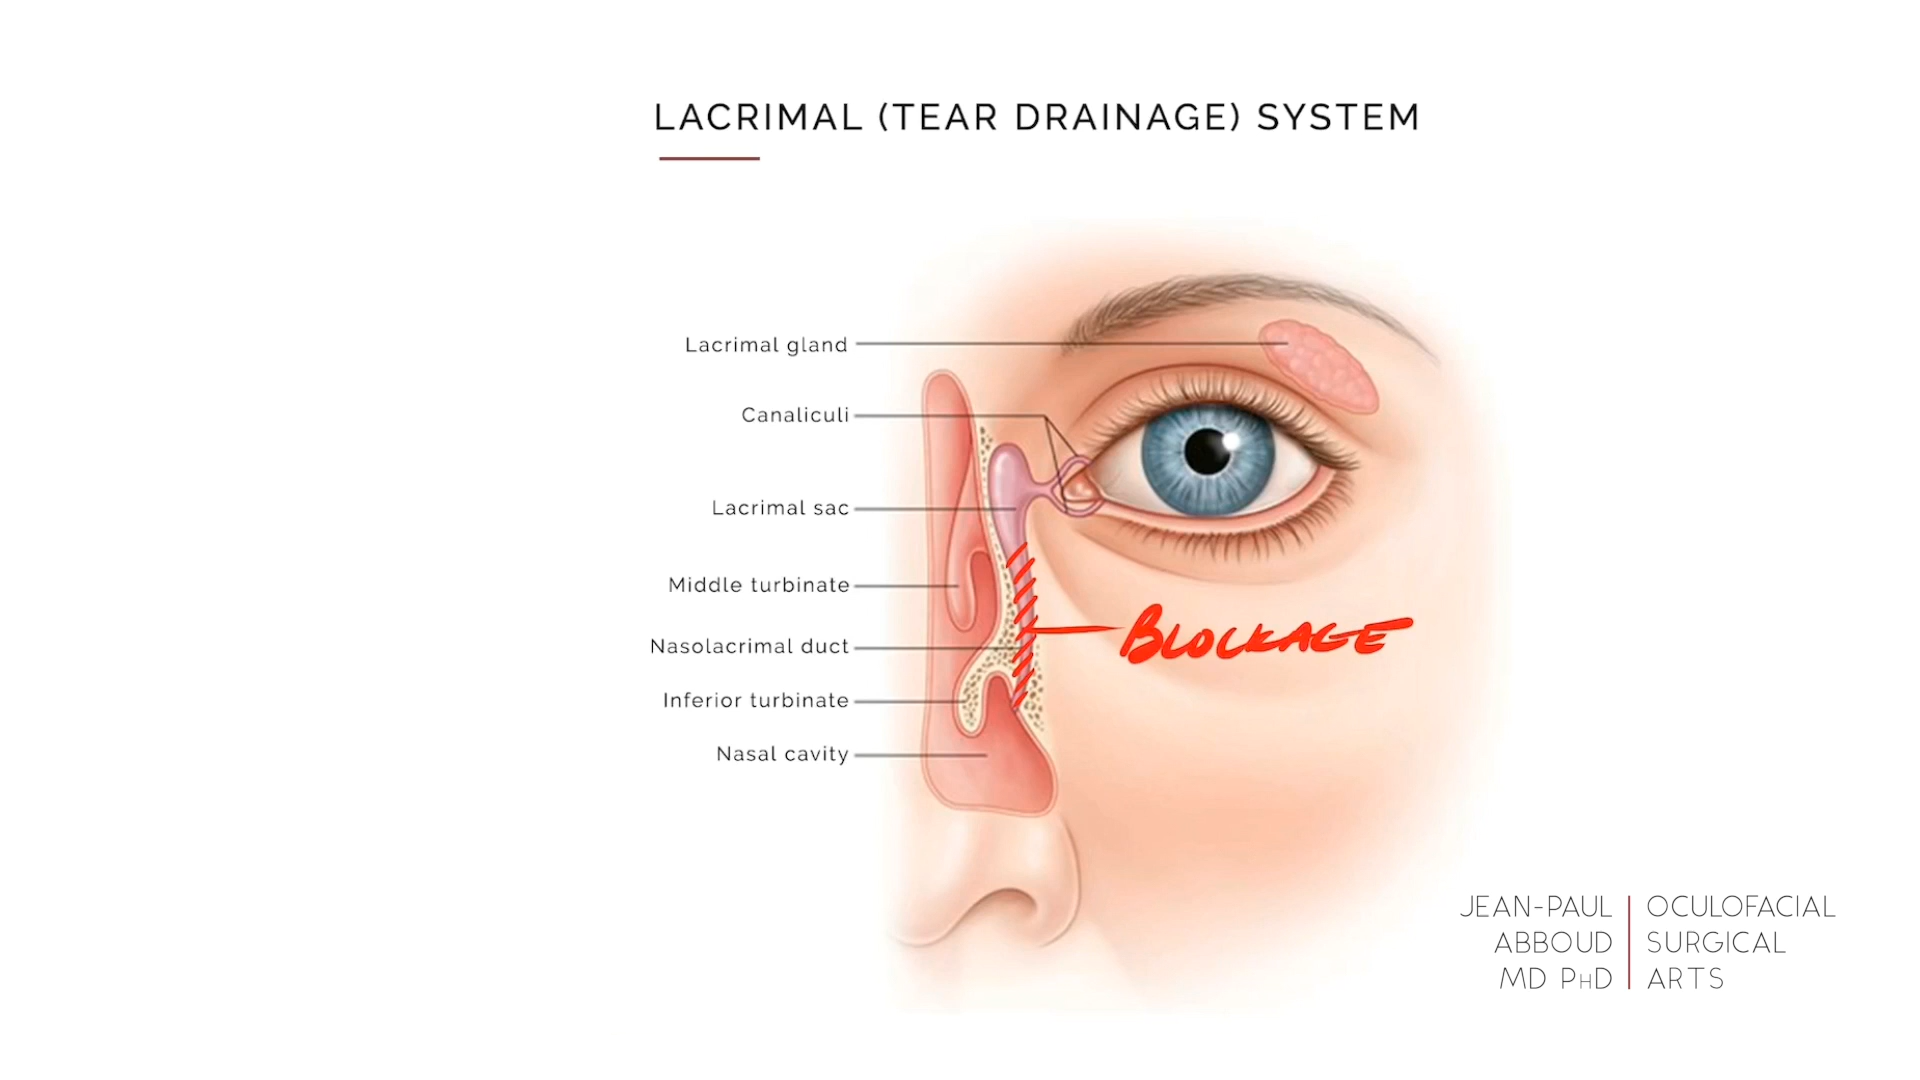 LACRIMAL (TEAR DRAINAGE) SYSTEM
Lacrimal gland
Canaliculi
Lacrimal sac
Middle turbinate
Nasolacrimal duct
Inferior turbinate
Nasal cavity
BLOCKAGE
JEAN-PAUL
ABBOUD
MD PHD
OCULOFACIAL
SURGICAL
ARTS